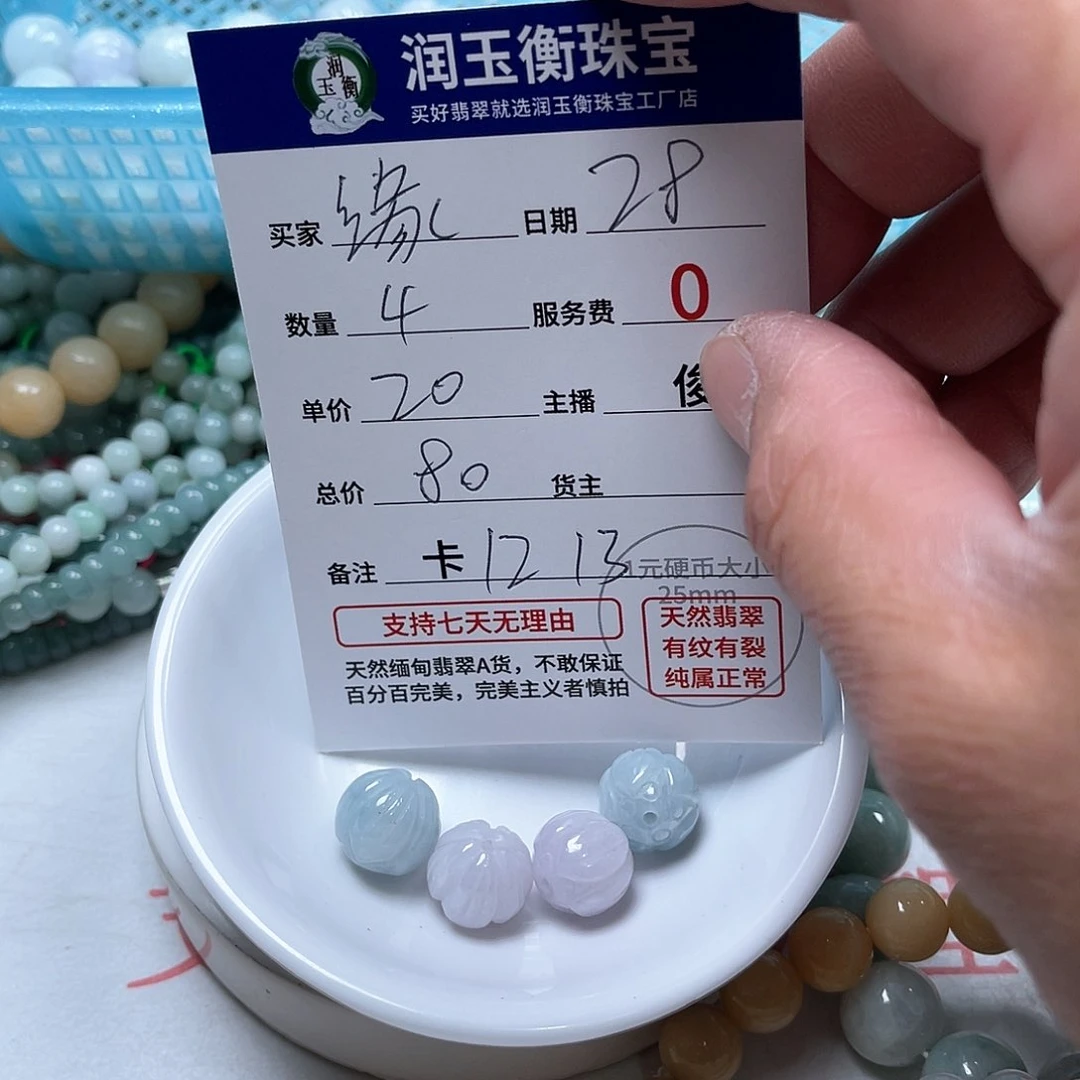 润玉衡
润玉衡珠宝
买好翡翠就选润玉衡珠宝工厂店
买家 缘 日期 28
数量 4 服务费 0
单价 20 主播 俊
总价 80 货主
备注 卡 12 13
1元硬币大小
25mm
支持七天无理由
天然翡翠
有纹有裂
纯属正常
天然缅甸翡翠A货，不敢保证
百分百完美，完美主义者慎拍